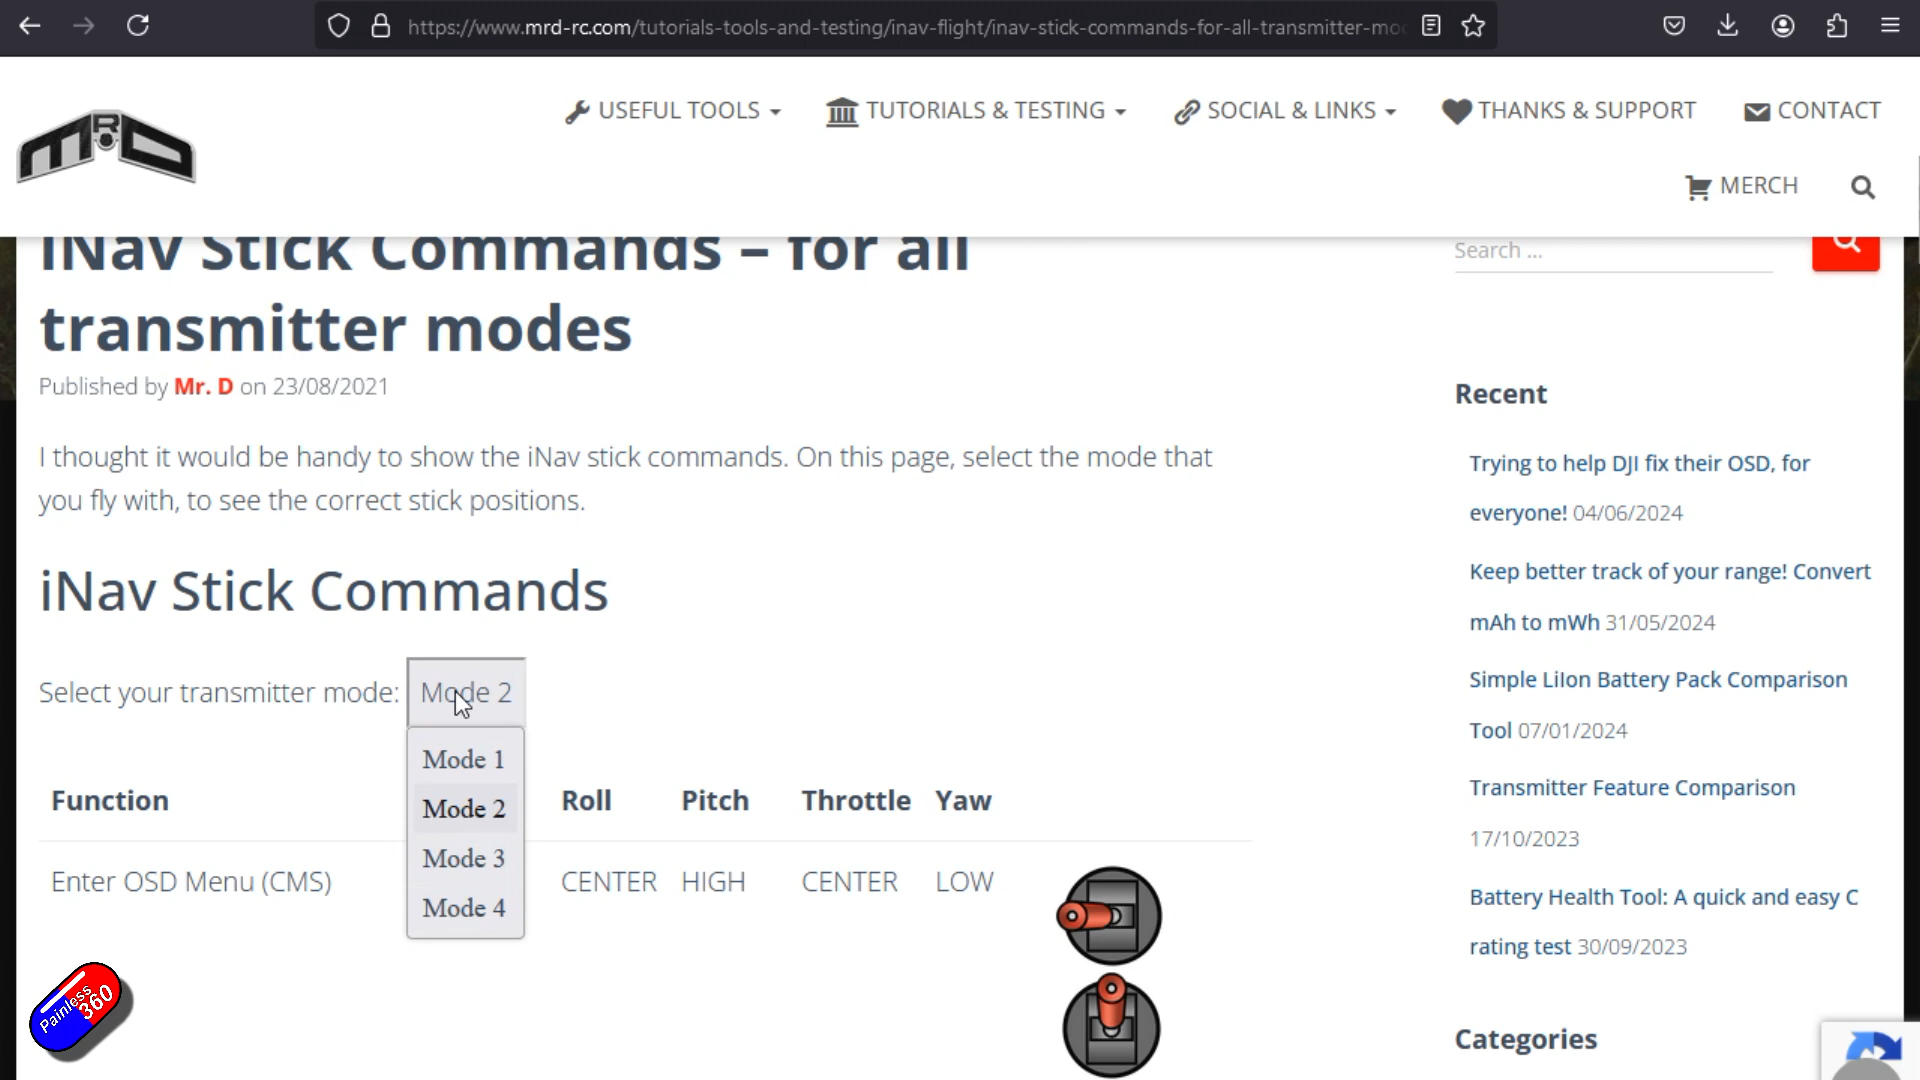 https://www.mrd-rc.com/tutorials-tools-and-testing/inav-flight/inav-stick-commands-for-all-transmitter-mo
USEFUL TOOLS
TUTORIALS & TESTING
SOCIAL & LINKS
THANKS & SUPPORT
CONTACT
MRD
MERCH
iNav Stick Commands – for all
transmitter modes
Published by Mr. D on 23/08/2021
I thought it would be handy to show the iNav stick commands. On this page, select the mode that
you fly with, to see the correct stick positions.
iNav Stick Commands
Select your transmitter mode: Mode 2
Mode 1
Mode 2
Mode 3
Mode 4
Function Roll Pitch Throttle Yaw
Enter OSD Menu (CMS) CENTER HIGH CENTER LOW
Painless
360
Search ...
Recent
Trying to help DJI fix their OSD, for
everyone! 04/06/2024
Keep better track of your range! Convert
mAh to mWh 31/05/2024
Simple LiIon Battery Pack Comparison
Tool 07/01/2024
Transmitter Feature Comparison
17/10/2023
Battery Health Tool: A quick and easy C
rating test 30/09/2023
Categories